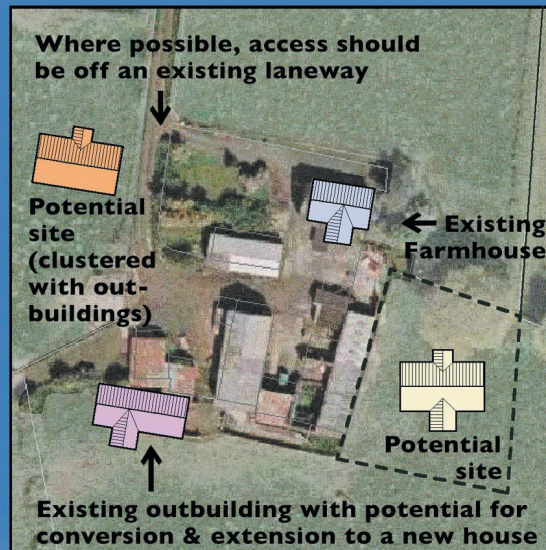 Where possible, access should
be off an existing laneway
Potential
site
(clustered
with out-
buildings)
Existing
Farmhouse
Potential
site
Existing outbuilding with potential for
conversion & extension to a new house